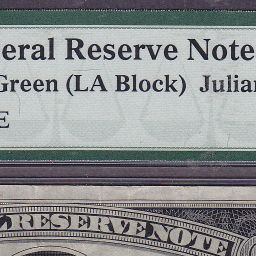 eral Reserve Note
Green (LA Block) Julian
E
L RESERVE NOTE